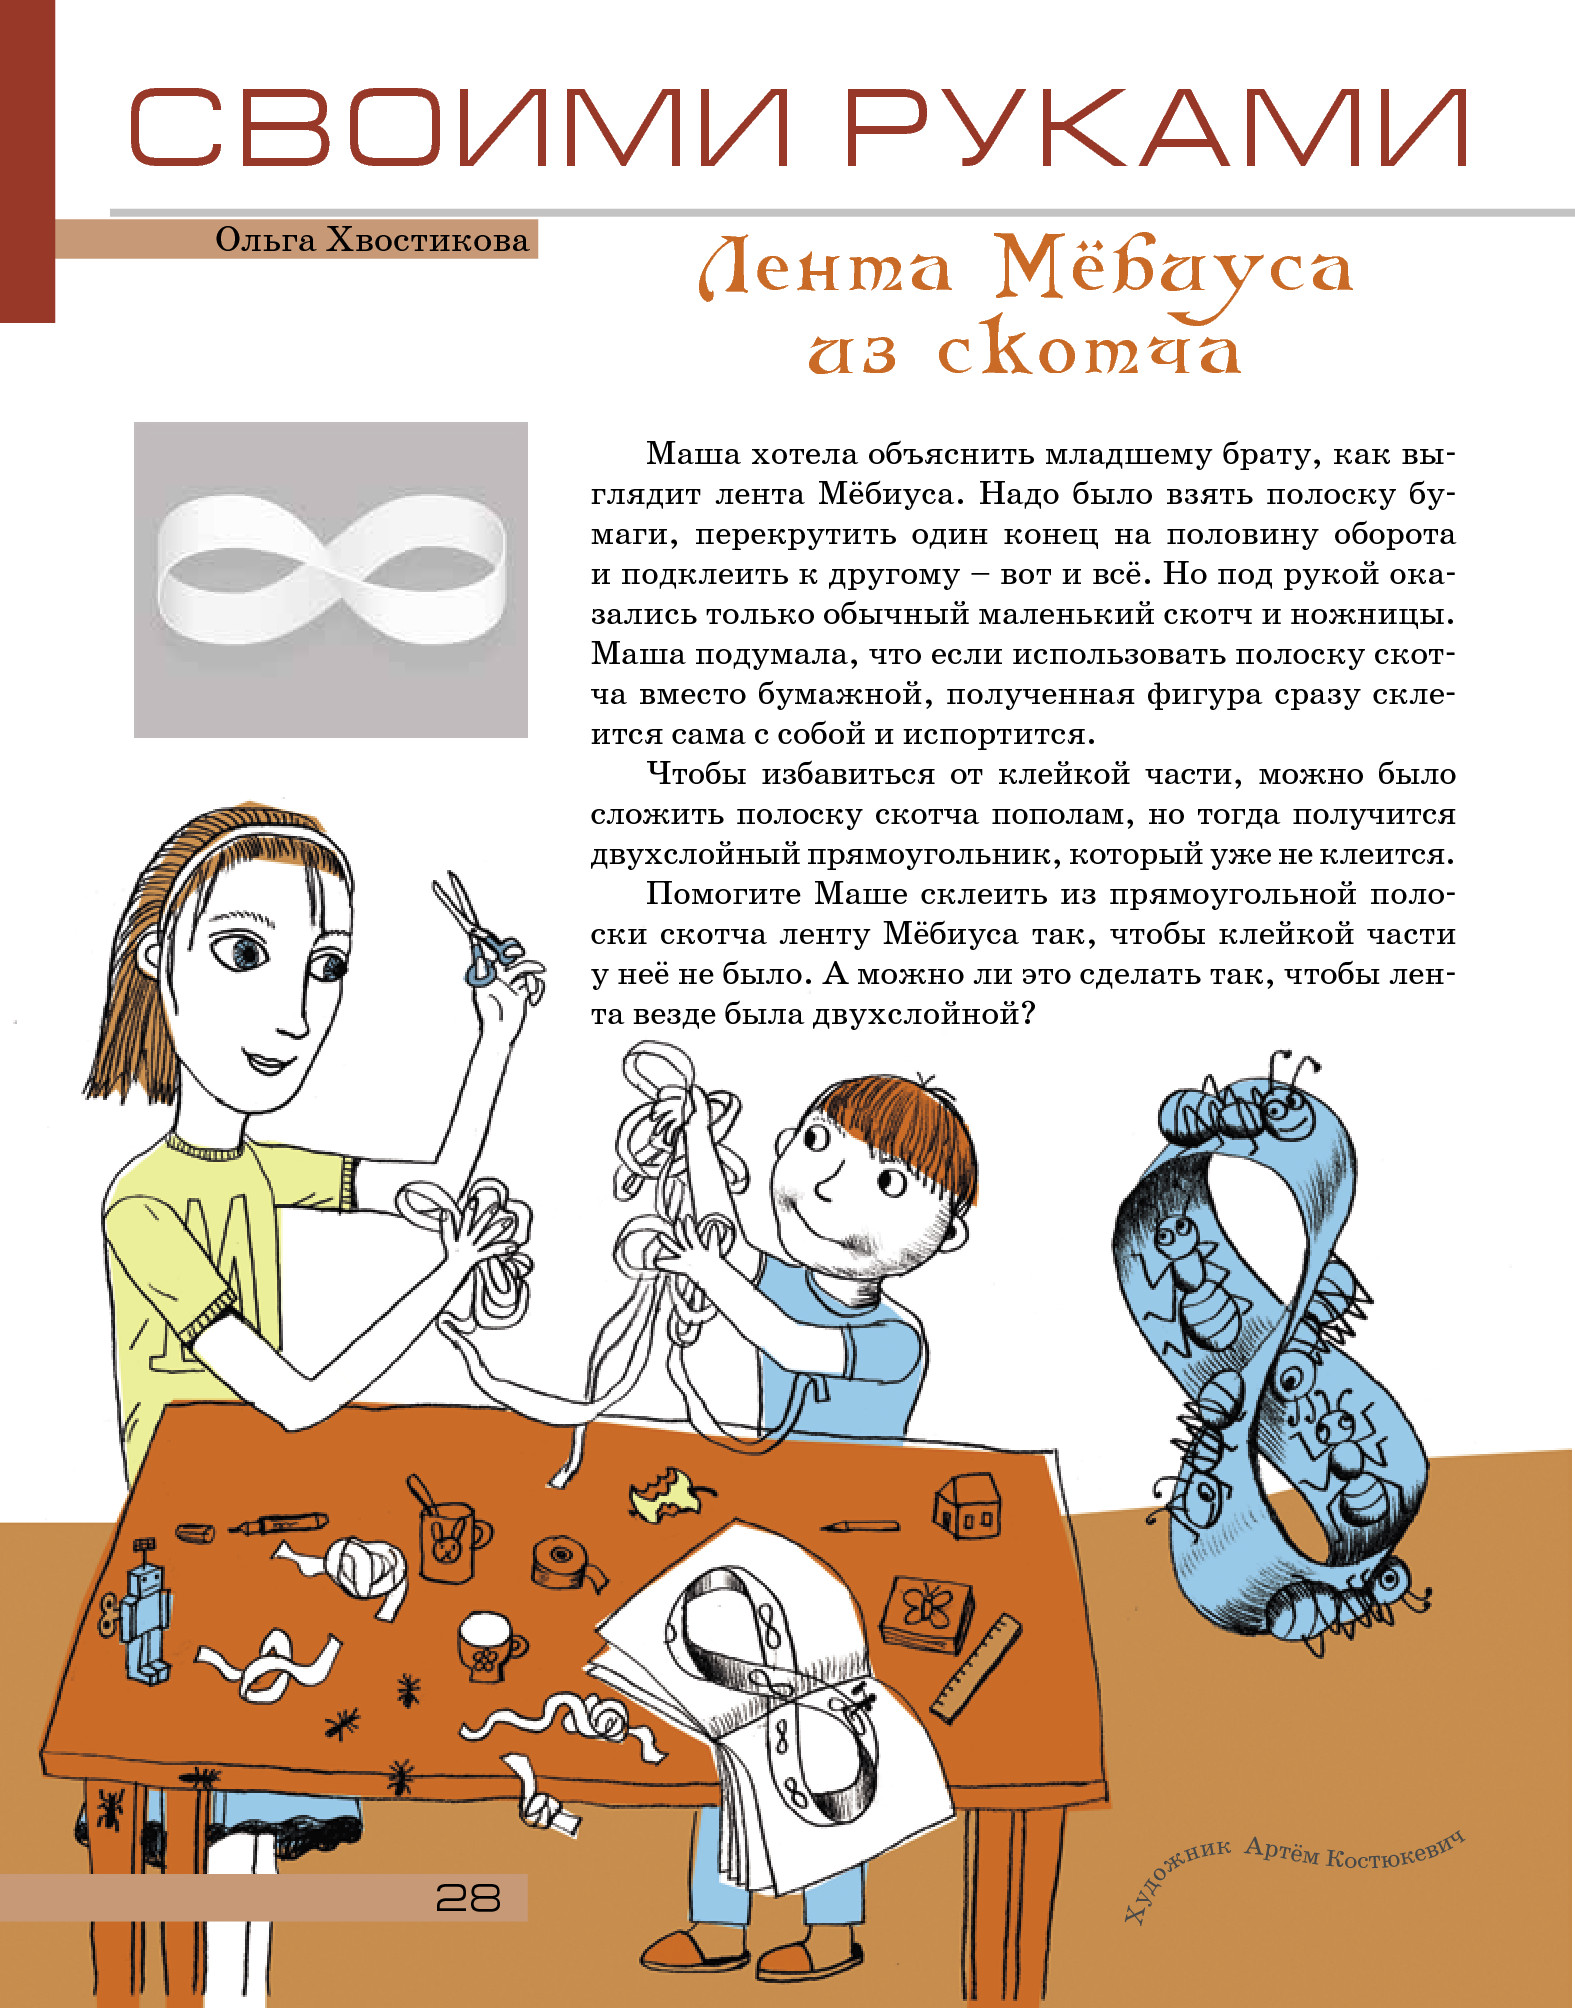 СВОИМИ РУКАМИ
Ольга Хвостикова
Лента Мёбиуса
из скотча
Маша хотела объяснить младшему брату, как вы-
глядит лента Мёбиуса. Надо было взять полоску бу-
маги, перекрутить один конец на половину оборота
и подклеить к другому – вот и всё. Но под рукой ока-
зались только обычный маленький скотч и ножницы.
Маша подумала, что если использовать полоску скот-
ча вместо бумажной, полученная фигура сразу скле-
ится сама с собой и испортится.
Чтобы избавиться от клейкой части, можно было
сложить полоску скотча пополам, но тогда получится
двухслойный прямоугольник, который уже не клеится.
Помогите Маше склеить из прямоугольной поло-
ски скотча ленту Мёбиуса так, чтобы клейкой части
у неё не было. А можно ли это сделать так, чтобы лен-
та везде была двухслойной?
М
Художник Артём Костюкевич
28